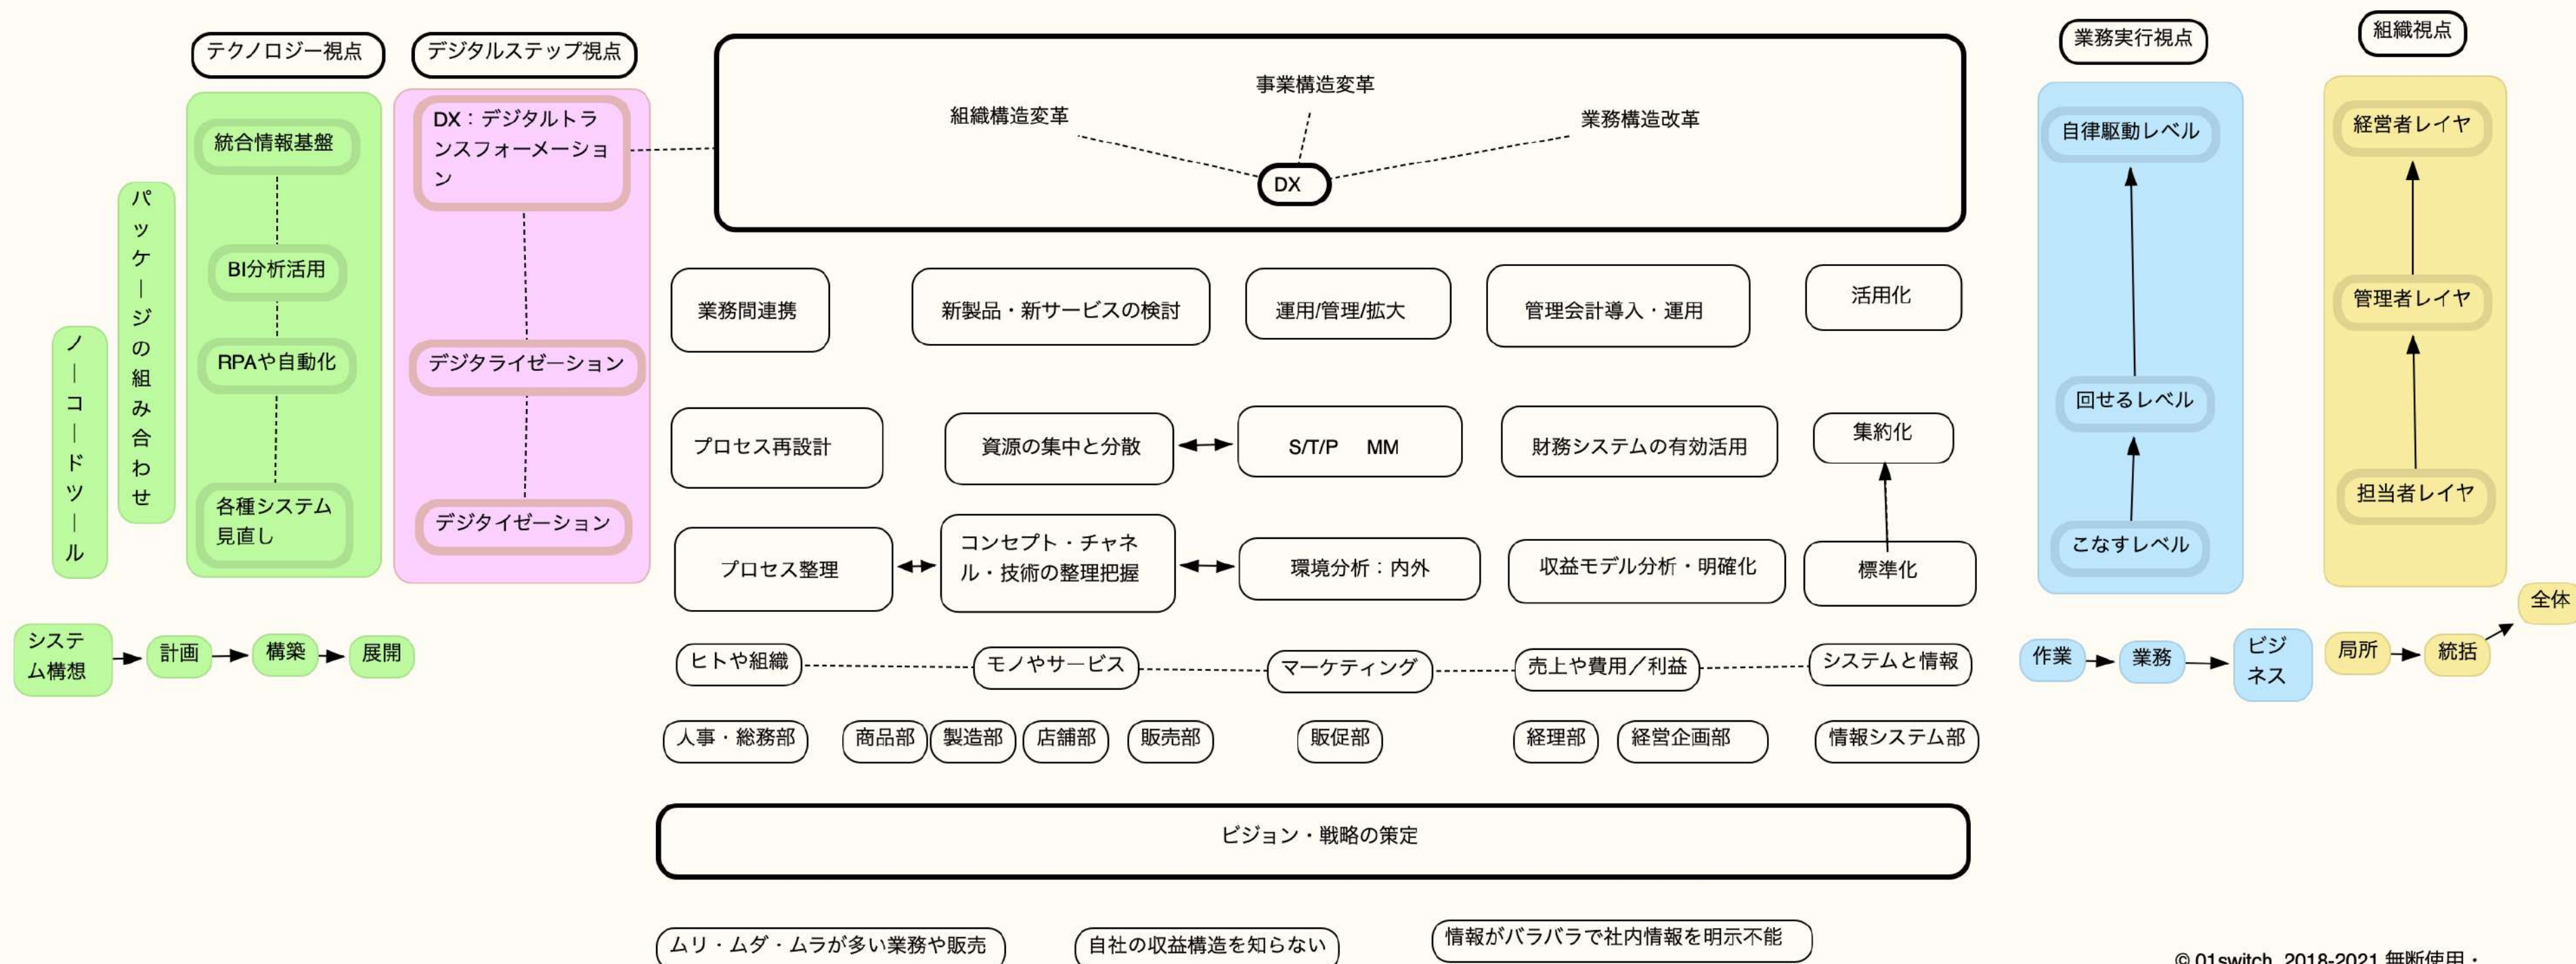 テクノロジー視点
デジタルステップ視点
業務実行視点
組織視点
統合情報基盤
BI分析活用
RPAや自動化
各種システム
見直し
パッケージの組み合わせ
ノーコードツール
DX：デジタルトラ
ンスフォーメーショ
ン
デジタライゼーション
デジタイゼーション
組織構造変革
事業構造変革
業務構造改革
DX
業務間連携
新製品・新サービスの検討
運用/管理/拡大
管理会計導入・運用
活用化
プロセス再設計
資源の集中と分散
S/T/P MM
財務システムの有効活用
集約化
プロセス整理
コンセプト・チャネ
ル・技術の整理把握
環境分析：内外
収益モデル分析・明確化
標準化
自律駆動レベル
回せるレベル
こなすレベル
経営者レイヤ
管理者レイヤ
担当者レイヤ
システ
ム構想
計画
構築
展開
ヒトや組織
モノやサービス
マーケティング
売上や費用／利益
システムと情報
作業
業務
ビジ
ネス
局所
統括
全体
人事・総務部
商品部
製造部
店舗部
販売部
販促部
経理部
経営企画部
情報システム部
ビジョン・戦略の策定
ムリ・ムダ・ムラが多い業務や販売
自社の収益構造を知らない
情報がバラバラで社内情報を明示不能
© 01switch 2018-2021 無断使用・